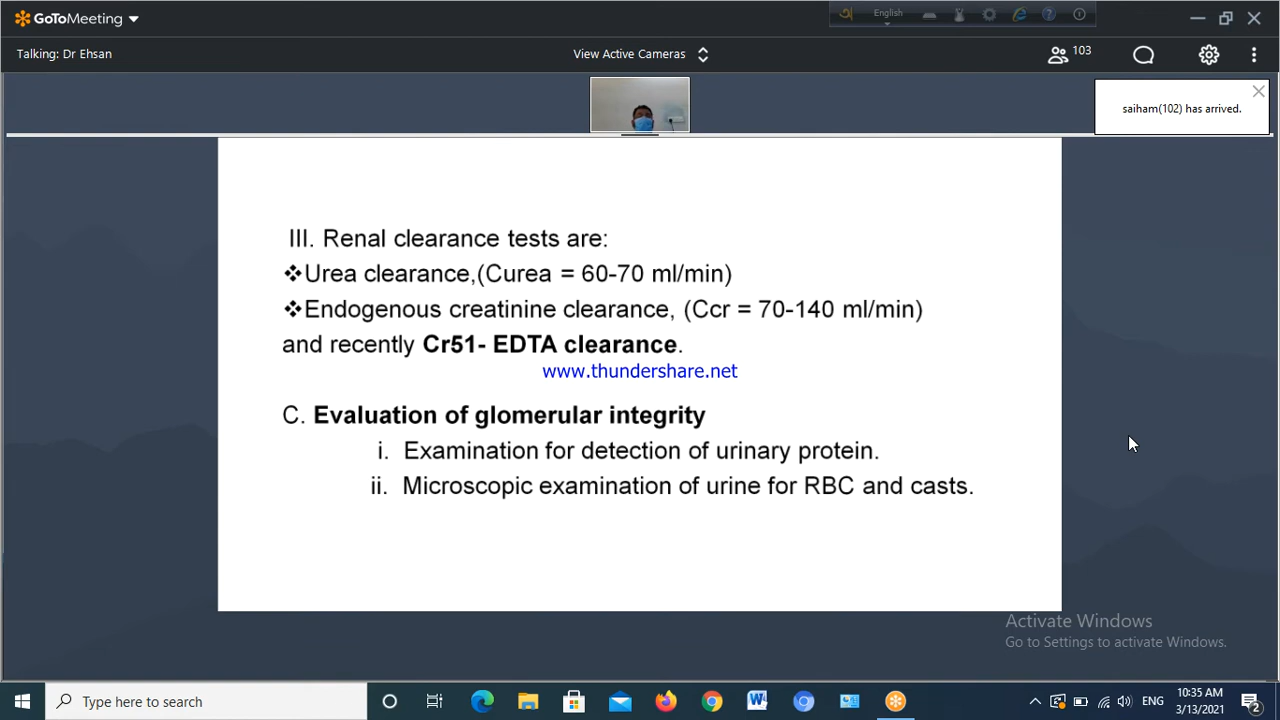 GoToMeeting
English
Talking: Dr Ehsan
View Active Cameras
103
saiham(102) has arrived.
III. Renal clearance tests are:
❖Urea clearance,(Curea = 60-70 ml/min)
❖Endogenous creatinine clearance, (Ccr = 70-140 ml/min)
and recently Cr51- EDTA clearance.
www.thundershare.net
C. Evaluation of glomerular integrity
i. Examination for detection of urinary protein.
ii. Microscopic examination of urine for RBC and casts.
Activate Windows
Go to Settings to activate Windows.
Type here to search
ENG
10:35 AM
3/13/2021
2